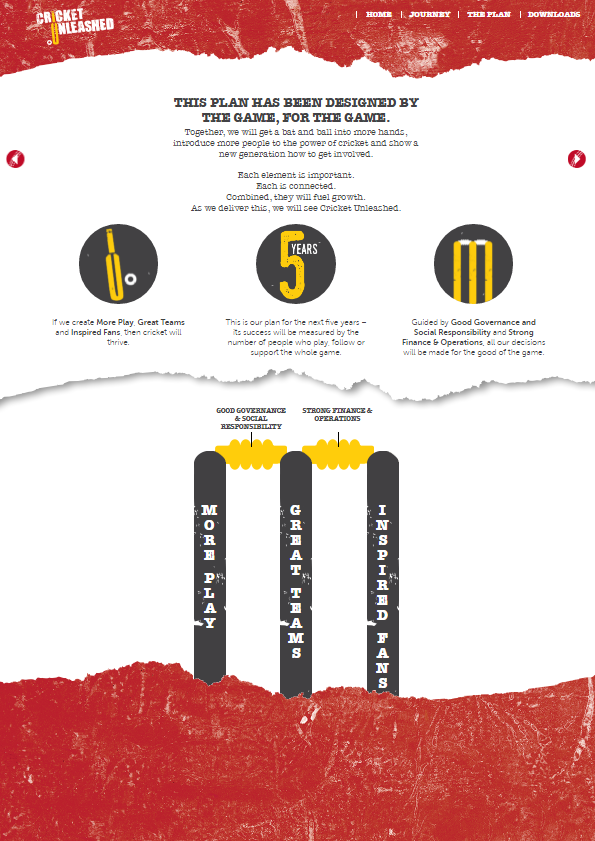 CRICKET
UNLEASHED
| HOME | JOURNEY | THE PLAN | DOWNLOADS
THIS PLAN HAS BEEN DESIGNED BY
THE GAME, FOR THE GAME.
Together, we will get a bat and ball into more hands,
introduce more people to the power of cricket and show a
new generation how to get involved.
Each element is important.
Each is connected.
Combined, they will fuel growth.
As we deliver this, we will see Cricket Unleashed.
5 YEARS
If we create More Play, Great Teams
and Inspired Fans, then cricket will
thrive.
This is our plan for the next five years –
its success will be measured by the
number of people who play, follow or
support the whole game.
Guided by Good Governance and
Social Responsibility and Strong
Finance & Operations, all our decisions
will be made for the good of the game.
GOOD GOVERNANCE
& SOCIAL
RESPONSIBILITY
STRONG FINANCE &
OPERATIONS
MORE PLAY
GREAT TEAMS
INSPIRED FANS